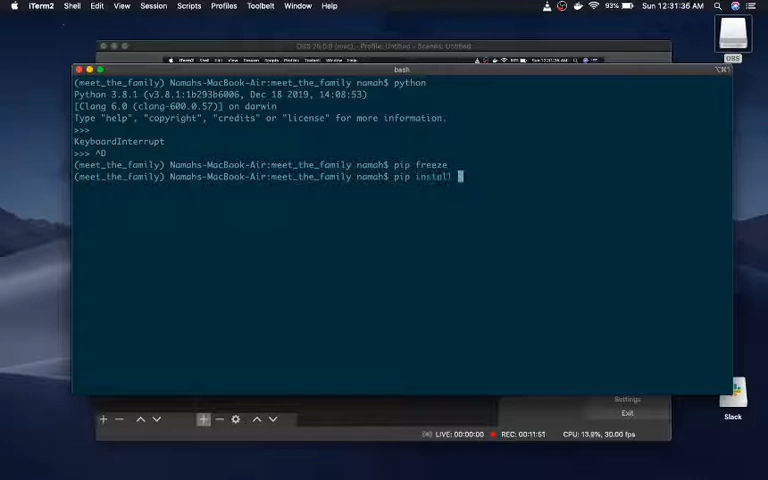 iTerm2 Shell Edit View Session Scripts Profiles Toolbelt Window Help 93% Sun 12:31:36 AM
OBS
bash ⌥⌘1
(meet_the_family) Namahs-MacBook-Air:meet_the_family namah$ python
Python 3.8.1 (v3.8.1:1b293b6006, Dec 18 2019, 14:08:53)
[Clang 6.0 (clang-600.0.57)] on darwin
Type "help", "copyright", "credits" or "license" for more information.
>>>
KeyboardInterrupt
>>> ^D
(meet_the_family) Namahs-MacBook-Air:meet_the_family namah$ pip freeze
(meet_the_family) Namahs-MacBook-Air:meet_the_family namah$ pip install
Settings
Exit
Slack
LIVE: 00:00:00 REC: 00:11:51 CPU: 13.9%, 30.00 fps